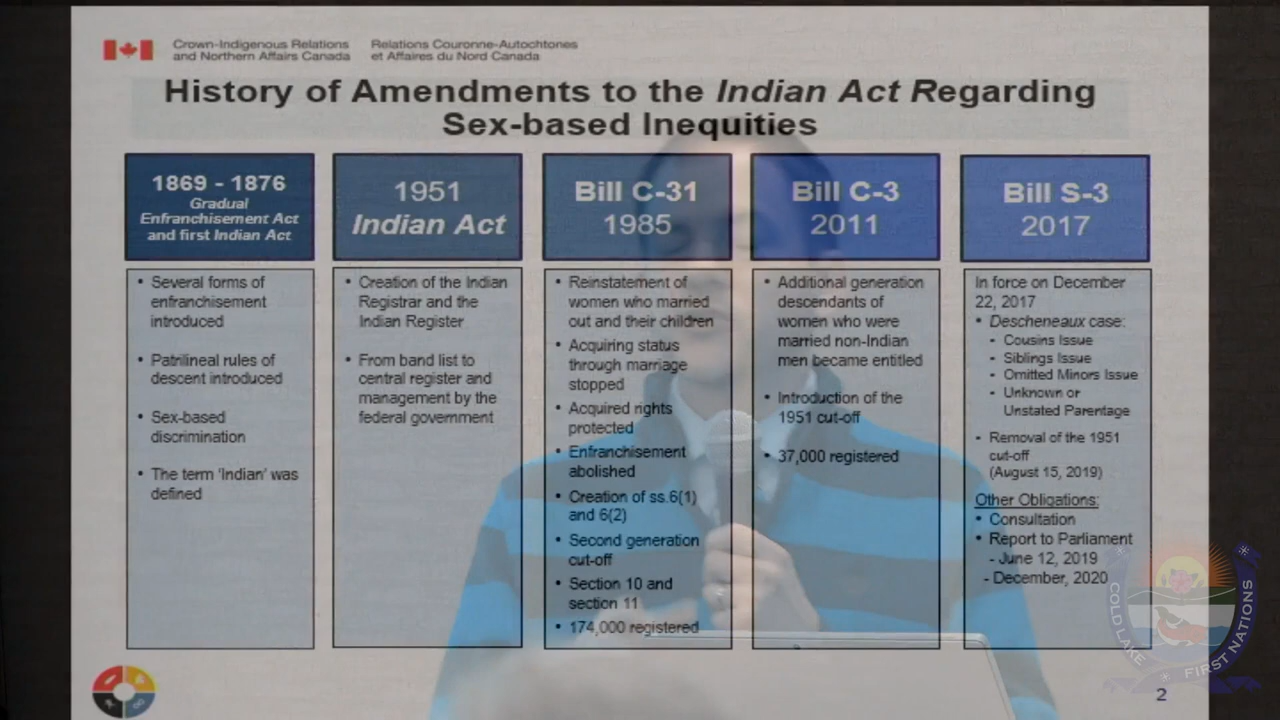 Crown-Indigenous Relations
and Northern Affairs Canada
Relations Couronne-Autochtones
et Affaires du Nord Canada
History of Amendments to the Indian Act Regarding
Sex-based Inequities
1869 - 1876
Gradual
Enfranchisement Act
and first Indian Act
• Several forms of
enfranchisement
introduced
• Patrilineal rules of
descent introduced
• Sex-based
discrimination
• The term ‘Indian’ was
defined
1951
Indian Act
• Creation of the Indian
Registrar and the
Indian Register
• From band list to
central register and
management by the
federal government
Bill C-31
1985
• Reinstatement of
women who married
out and their children
• Acquiring status
through marriage
stopped
• Acquired rights
protected
• Enfranchisement
abolished
• Creation of ss.6(1)
and 6(2)
• Second generation
cut-off
• Section 10 and
section 11
• 174,000 registered
Bill C-3
2011
• Additional generation
descendants of
women who were
married non-Indian
men became entitled
• Introduction of the
1951 cut-off
• 37,000 registered
Bill S-3
2017
In force on December
22, 2017
• Descheneaux case:
• Cousins Issue
• Siblings Issue
• Omitted Minors Issue
• Unknown or
Unstated Parentage
• Removal of the 1951
cut-off
(August 15, 2019)
Other Obligations:
• Consultation
• Report to Parliament
- June 12, 2019
- December, 2020
COLD LAKE FIRST NATIONS
2